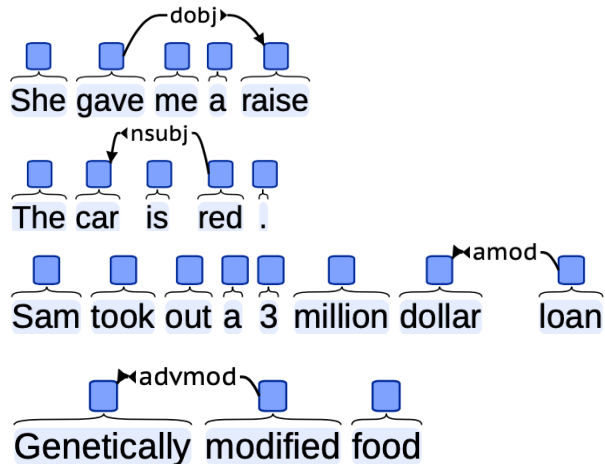 dobj
She gave me a raise
nsubj
The car is red .
amod
Sam took out a 3 million dollar loan
advmod
Genetically modified food